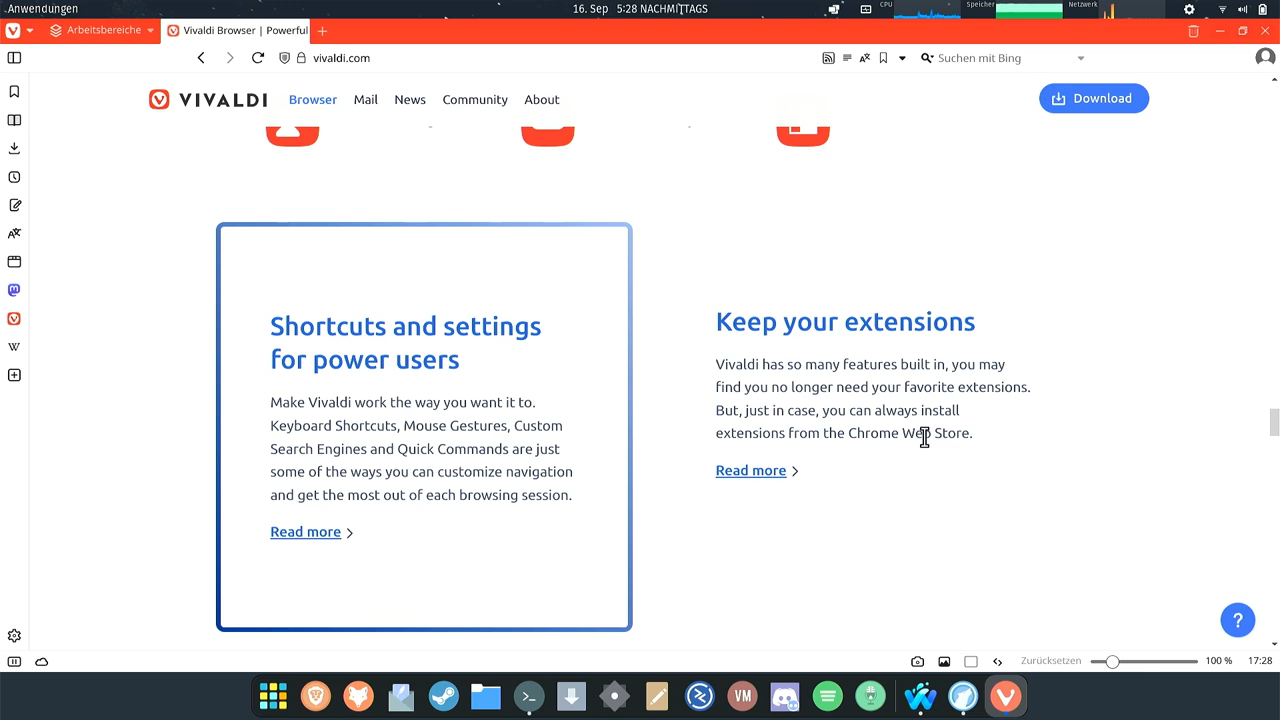 Anwendungen
16. Sep 5:28 NACHMITTAGS
CPU
Speicher
Netzwerk
Arbeitsbereiche
Vivaldi Browser | Powerful
vivaldi.com
Suchen mit Bing
VIVALDI
Browser
Mail
News
Community
About
Download
Shortcuts and settings
for power users
Make Vivaldi work the way you want it to.
Keyboard Shortcuts, Mouse Gestures, Custom
Search Engines and Quick Commands are just
some of the ways you can customize navigation
and get the most out of each browsing session.
Read more
Keep your extensions
Vivaldi has so many features built in, you may
find you no longer need your favorite extensions.
But, just in case, you can always install
extensions from the Chrome Web Store.
Read more
?
Zurücksetzen
100 %
17:28
VM